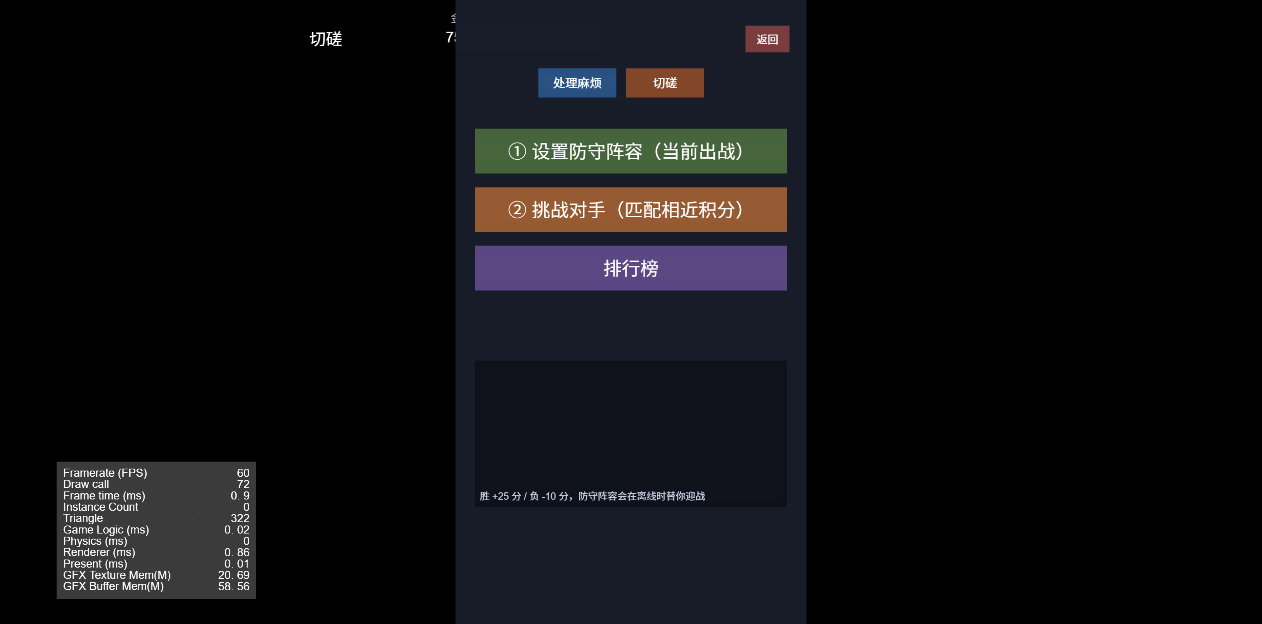 切磋
75
返回
处理麻烦
切磋
① 设置防守阵容（当前出战）
② 挑战对手（匹配相近积分）
排行榜
胜 +25 分 / 负 -10 分，防守阵容会在离线时替你迎战
Framerate (FPS) 60
Draw call 72
Frame time (ms) 0. 9
Instance Count 0
Triangle 322
Game Logic (ms) 0. 02
Physics (ms) 0
Renderer (ms) 0. 86
Present (ms) 0. 01
GFX Texture Mem(M) 20. 69
GFX Buffer Mem(M) 58. 56